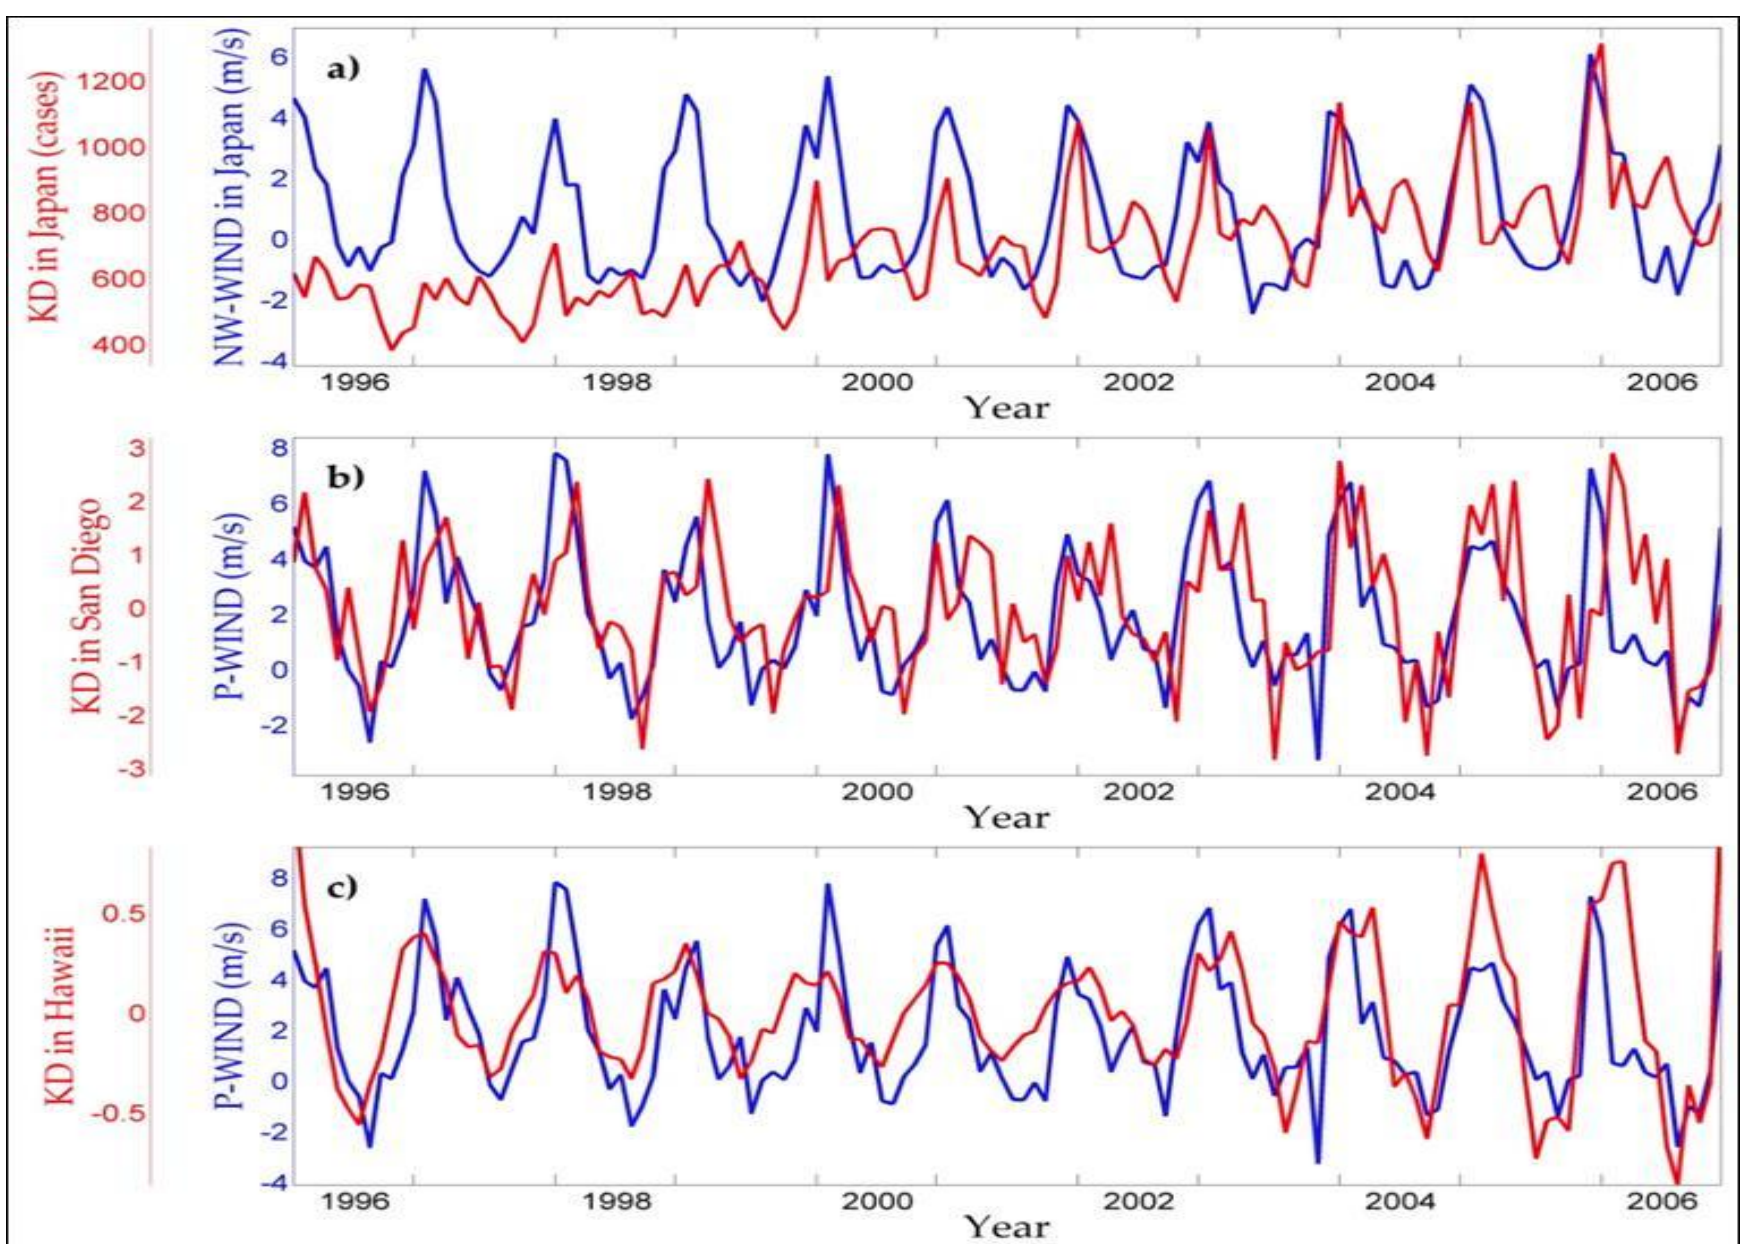 a)
KD in Japan (cases)
1200
1000
800
600
400
NW-WIND in Japan (m/s)
6
4
2
0
-2
-4
1996 1998 2000 2002 2004 2006
Year
b)
KD in San Diego
3
2
1
0
-1
-2
-3
P-WIND (m/s)
8
6
4
2
0
-2
1996 1998 2000 2002 2004 2006
Year
c)
KD in Hawaii
0.5
0
-0.5
P-WIND (m/s)
8
6
4
2
0
-2
-4
1996 1998 2000 2002 2004 2006
Year